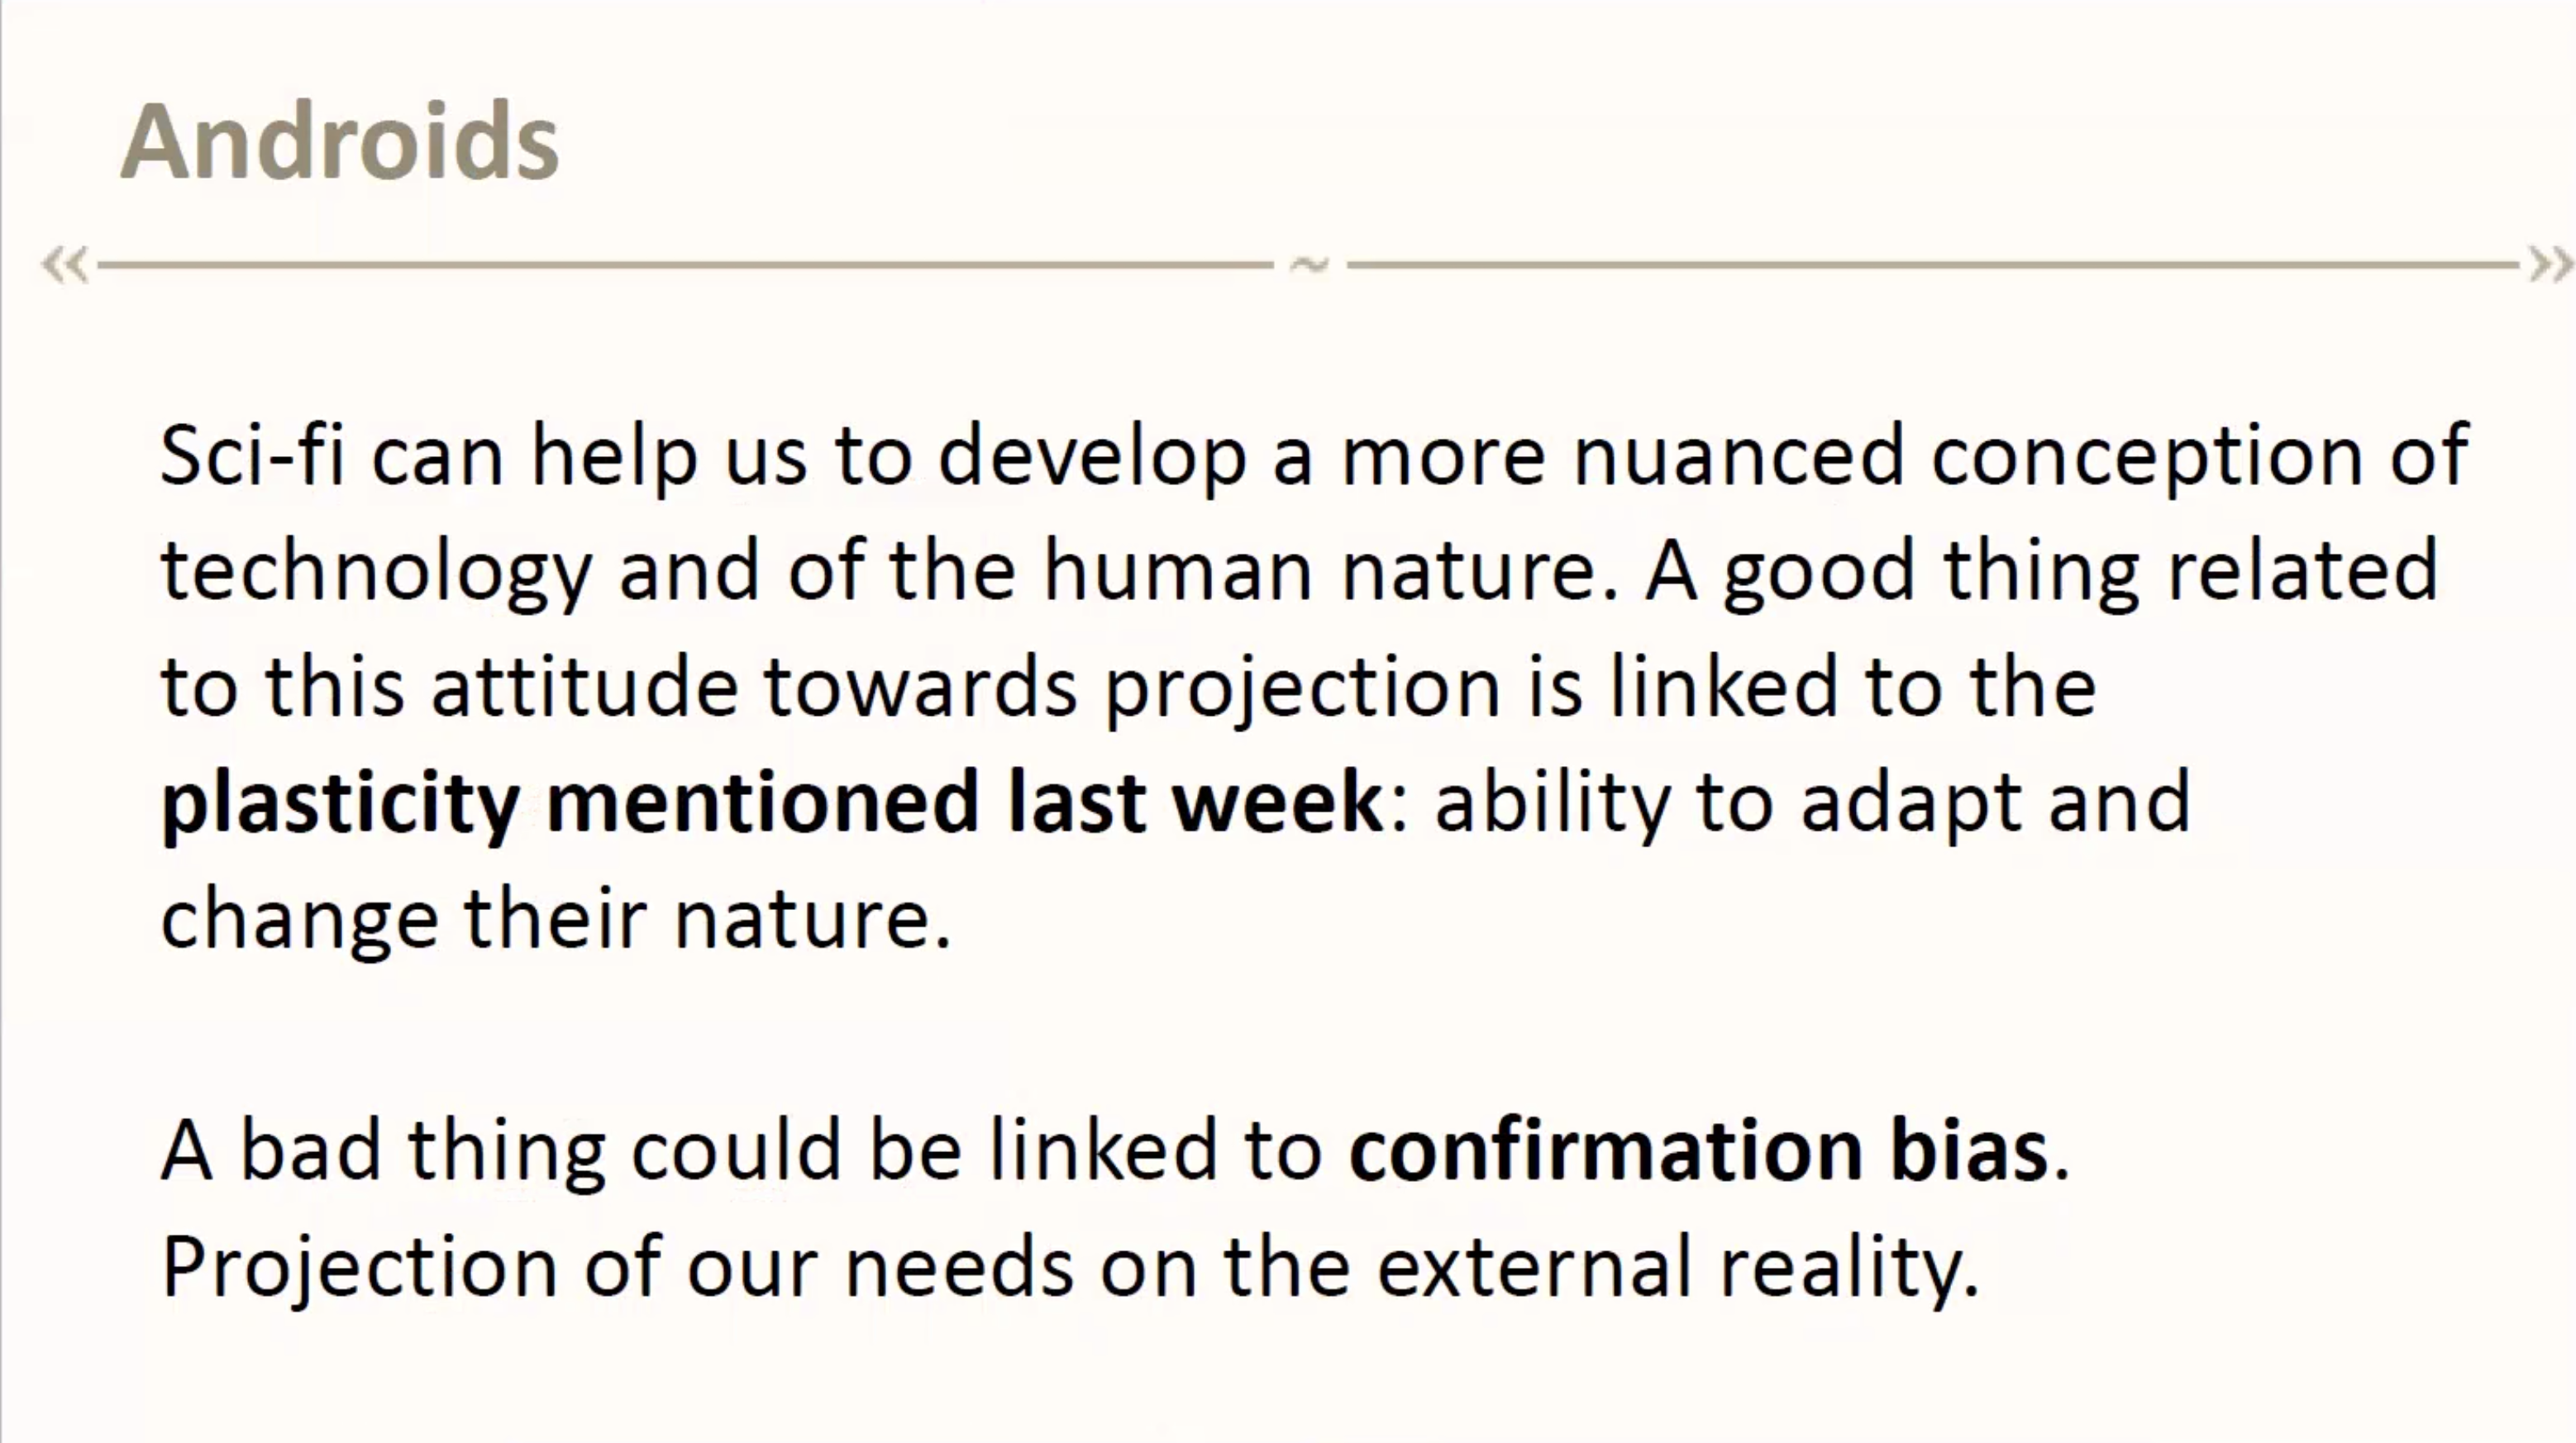 Androids
« ~ »
Sci-fi can help us to develop a more nuanced conception of
technology and of the human nature. A good thing related
to this attitude towards projection is linked to the
plasticity mentioned last week: ability to adapt and
change their nature.
A bad thing could be linked to confirmation bias.
Projection of our needs on the external reality.